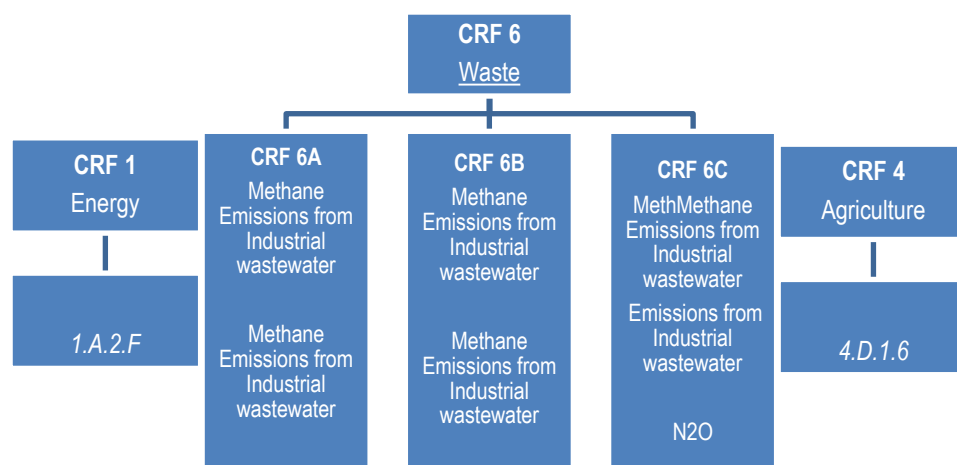 CRF 6
Waste
CRF 1
Energy
1.A.2.F
CRF 6A
Methane
Emissions from
Industrial
wastewater
Methane
Emissions from
Industrial
wastewater
CRF 6B
Methane
Emissions from
Industrial
wastewater
Methane
Emissions from
Industrial
wastewater
CRF 6C
MethMethane
Emissions from
Industrial
wastewater
Emissions from
Industrial
wastewater
N2O
CRF 4
Agriculture
4.D.1.6